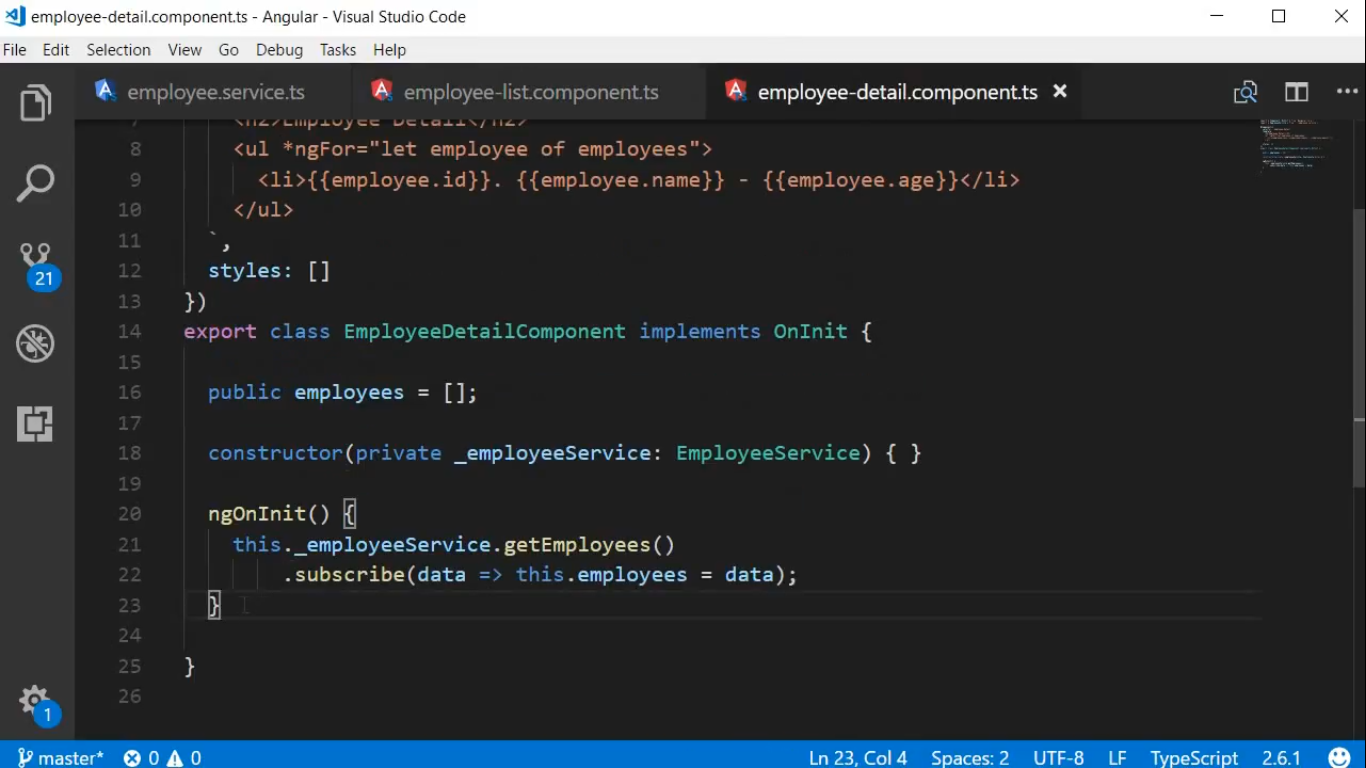 employee-detail.component.ts - Angular - Visual Studio Code
File Edit Selection View Go Debug Tasks Help
employee.service.ts employee-list.component.ts employee-detail.component.ts
7 <h2>Employee Detail</h2>
8 <ul *ngFor="let employee of employees">
9 <li>{{employee.id}}. {{employee.name}} - {{employee.age}}</li>
10 </ul>
11 `,
12 styles: []
13 })
14 export class EmployeeDetailComponent implements OnInit {
15
16 public employees = [];
17
18 constructor(private _employeeService: EmployeeService) { }
19
20 ngOnInit() {
21 this._employeeService.getEmployees()
22 .subscribe(data => this.employees = data);
23 }
24
25 }
26
21
1
master* 0 0 Ln 23, Col 4 Spaces: 2 UTF-8 LF TypeScript 2.6.1